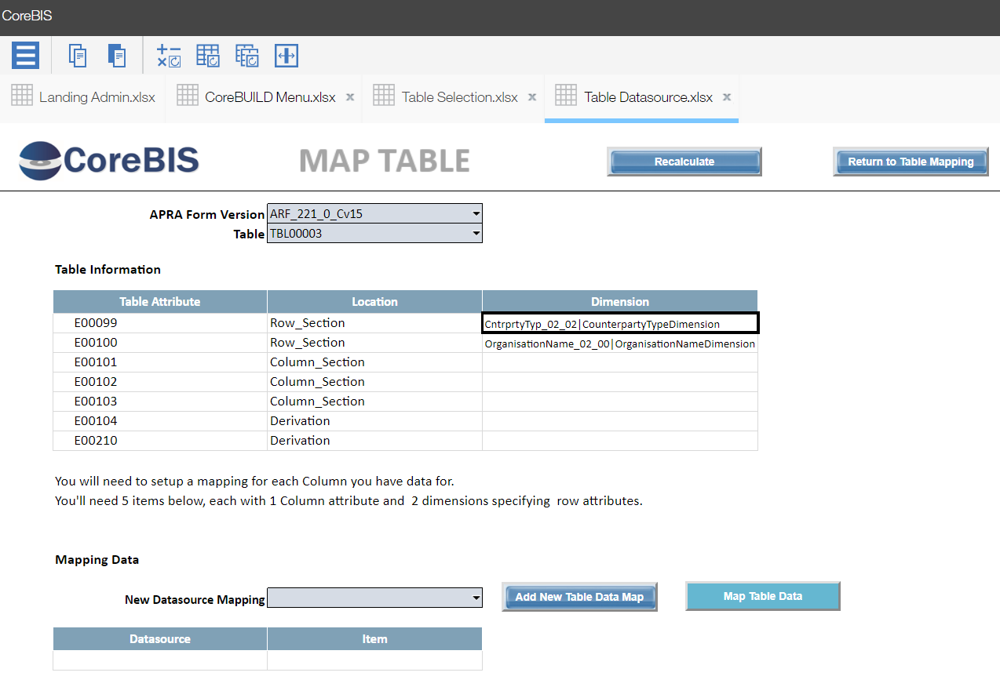 CoreBIS
Landing Admin.xlsx CoreBUILD Menu.xlsx x Table Selection.xlsx x Table Datasource.xlsx x
CoreBIS MAP TABLE Recalculate Return to Table Mapping
APRA Form Version ARF_221_0_Cv15
Table TBL00003
Table Information
Table Attribute Location Dimension
E00099 Row_Section CntrprtyTyp_02_02|CounterpartyTypeDimension
E00100 Row_Section OrganisationName_02_00|OrganisationNameDimension
E00101 Column_Section
E00102 Column_Section
E00103 Column_Section
E00104 Derivation
E00210 Derivation
You will need to setup a mapping for each Column you have data for.
You'll need 5 items below, each with 1 Column attribute and  2 dimensions specifying  row attributes.
Mapping Data
New Datasource Mapping Add New Table Data Map Map Table Data
Datasource Item